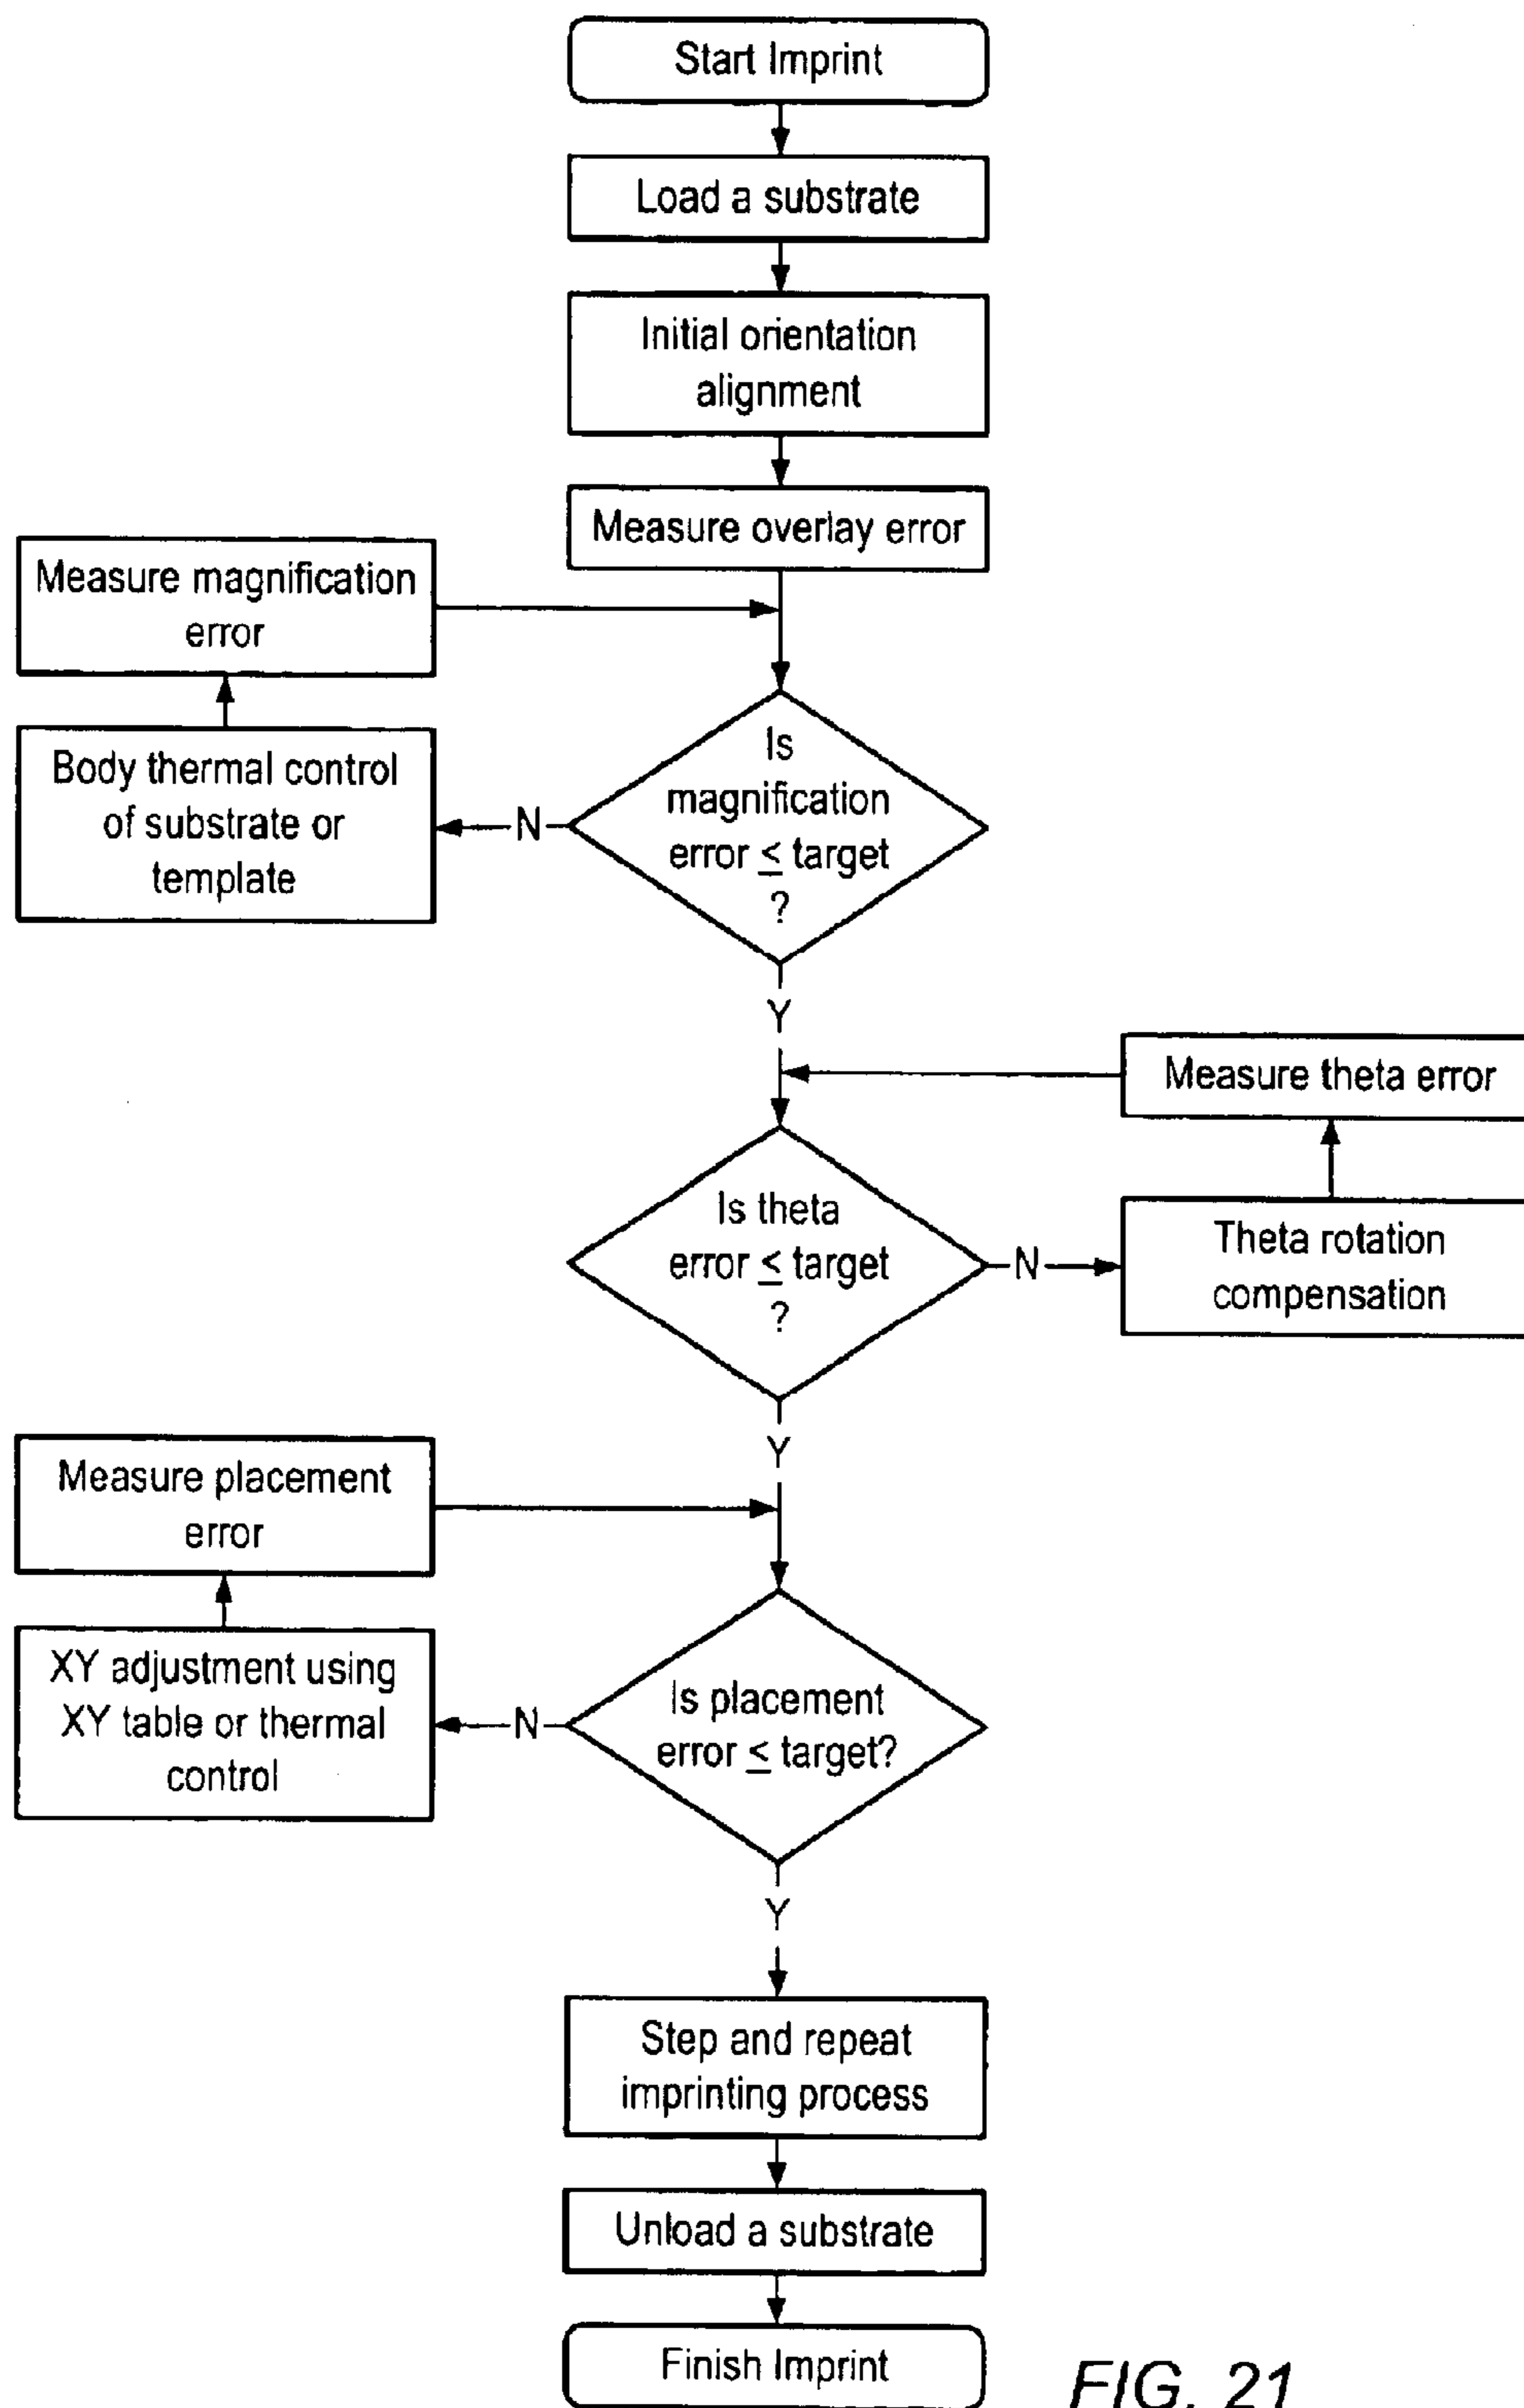 Start Imprint
Load a substrate
Initial orientation
alignment
Measure overlay error
Measure magnification
error
Body thermal control
of substrate or
template
N
Is
magnification
error ≤ target
?
Y
Measure theta error
Is theta
error ≤ target
?
N
Theta rotation
compensation
Y
Measure placement
error
XY adjustment using
XY table or thermal
control
N
Is placement
error ≤ target?
Y
Step and repeat
imprinting process
Unload a substrate
Finish Imprint
FIG. 21